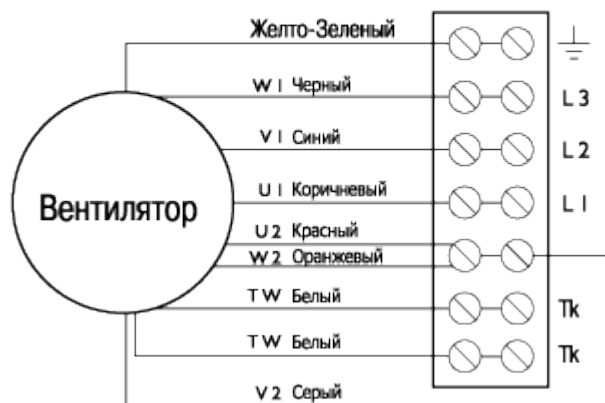 Желто-Зеленый
W1 Черный L3
V1 Синий L2
U1 Коричневый L1
Вентилятор
U2 Красный
W2 Оранжевый
TW Белый Tk
TW Белый Tk
V2 Серый